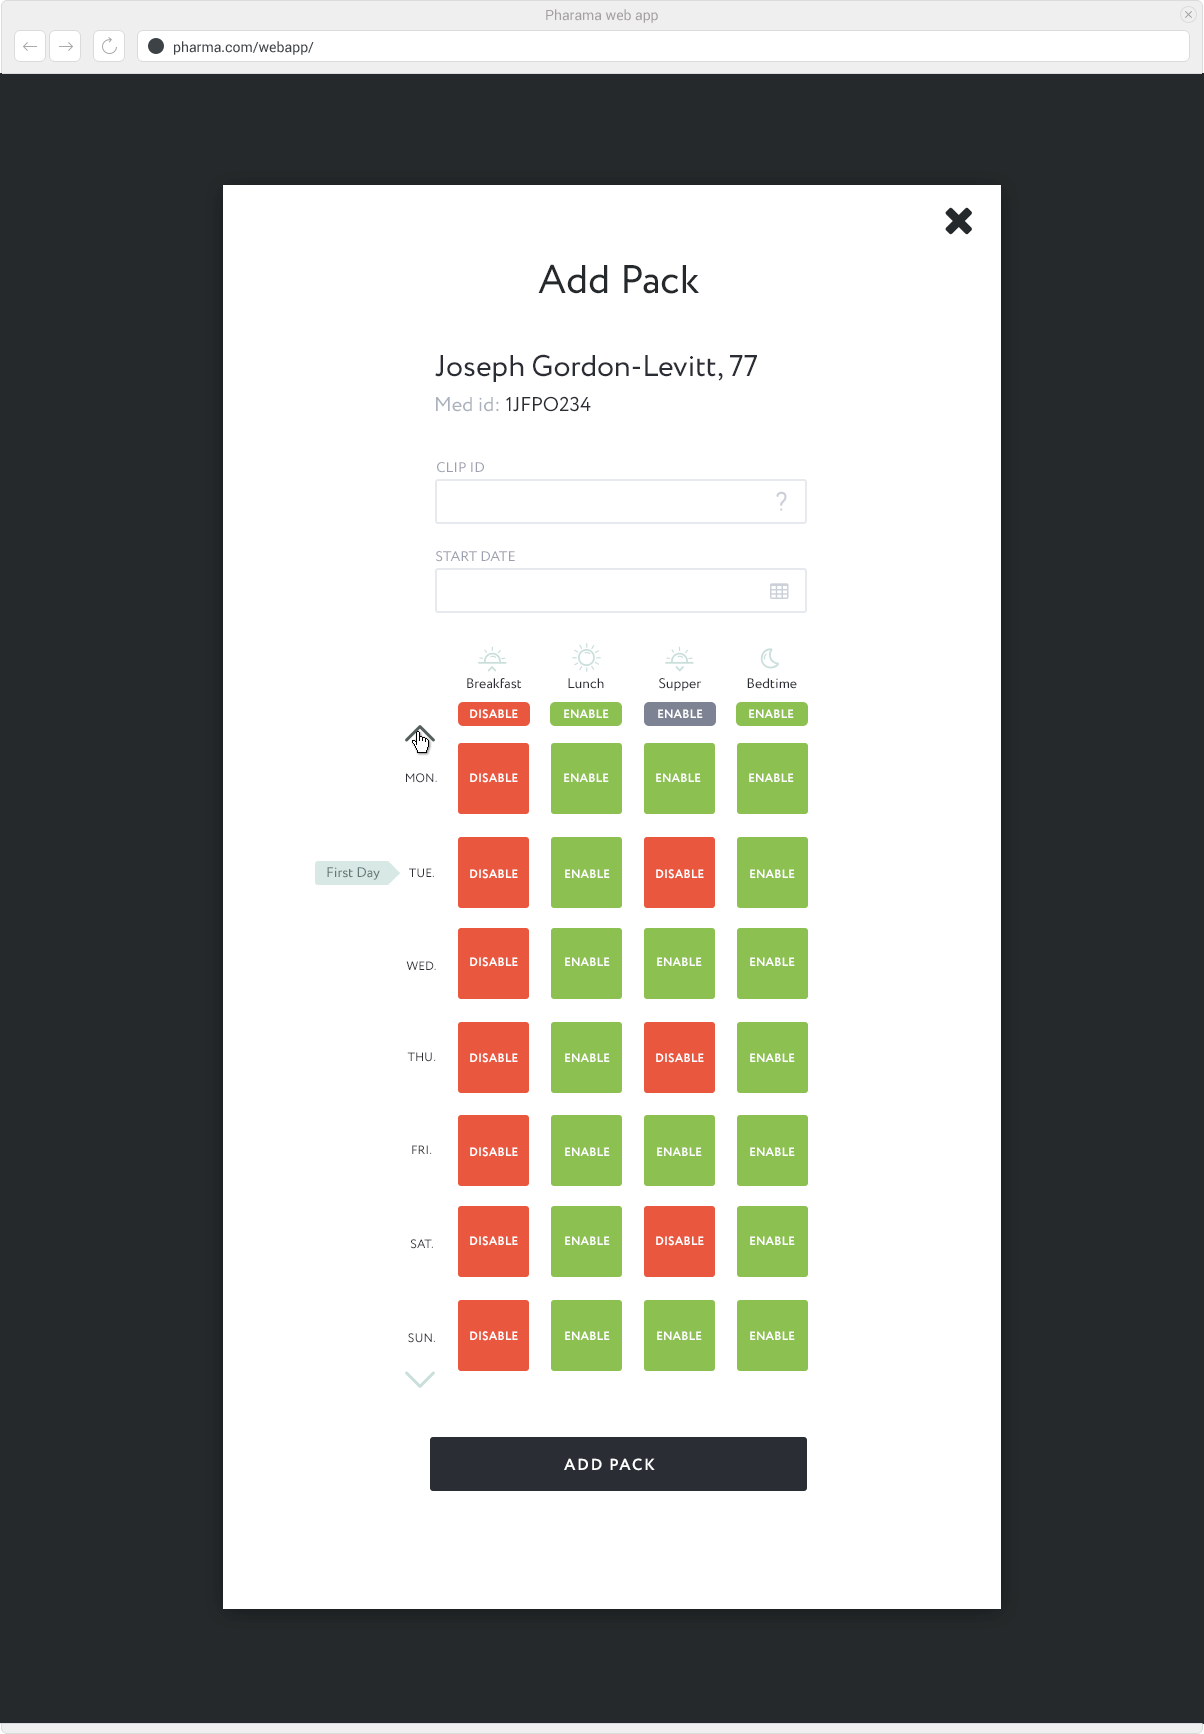 Pharama web app
pharma.com/webapp/
Add Pack
Joseph Gordon-Levitt, 77
Med id: 1JFPO234
CLIP ID
?
START DATE
Breakfast Lunch Supper Bedtime
DISABLE ENABLE ENABLE ENABLE
MON. DISABLE ENABLE ENABLE ENABLE
First Day TUE. DISABLE ENABLE DISABLE ENABLE
WED. DISABLE ENABLE ENABLE ENABLE
THU. DISABLE ENABLE DISABLE ENABLE
FRI. DISABLE ENABLE ENABLE ENABLE
SAT. DISABLE ENABLE DISABLE ENABLE
SUN. DISABLE ENABLE ENABLE ENABLE
ADD PACK